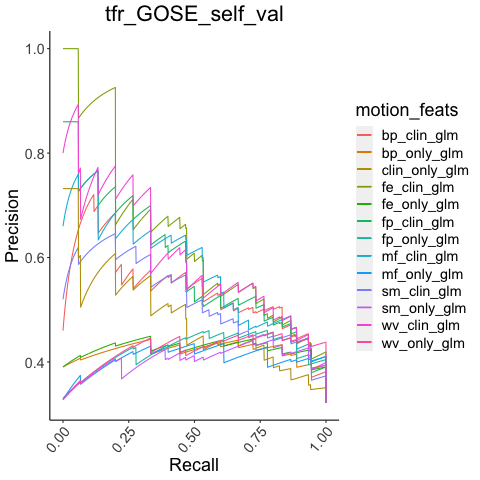 tfr_GOSE_self_val
1.0
0.8
0.6
0.4
Precision
0.00
0.25
0.50
0.75
1.00
Recall
motion_feats
bp_clin_glm
bp_only_glm
clin_only_glm
fe_clin_glm
fe_only_glm
fp_clin_glm
fp_only_glm
mf_clin_glm
mf_only_glm
sm_clin_glm
sm_only_glm
wv_clin_glm
wv_only_glm